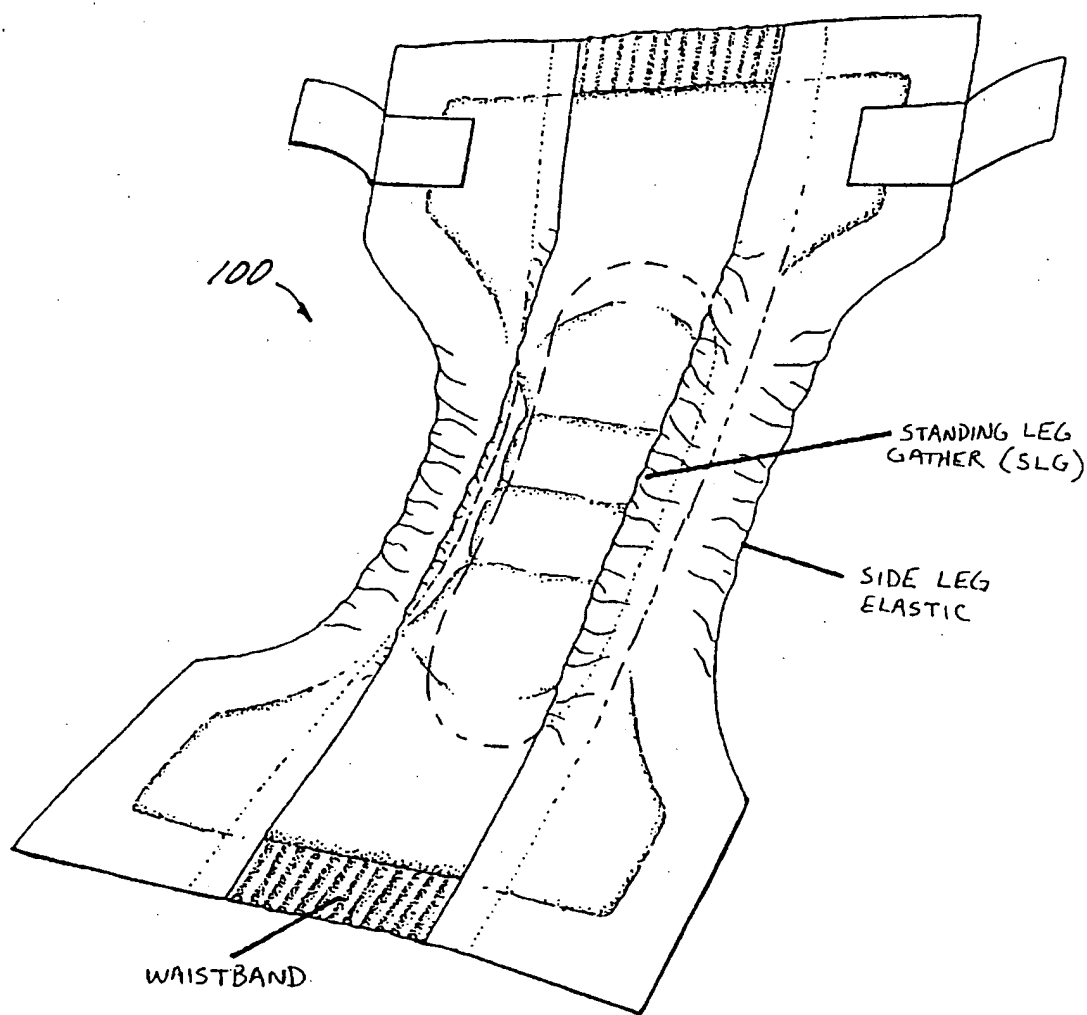 100
STANDING LEG
GATHER (SLG)
SIDE LEG
ELASTIC
WAISTBAND